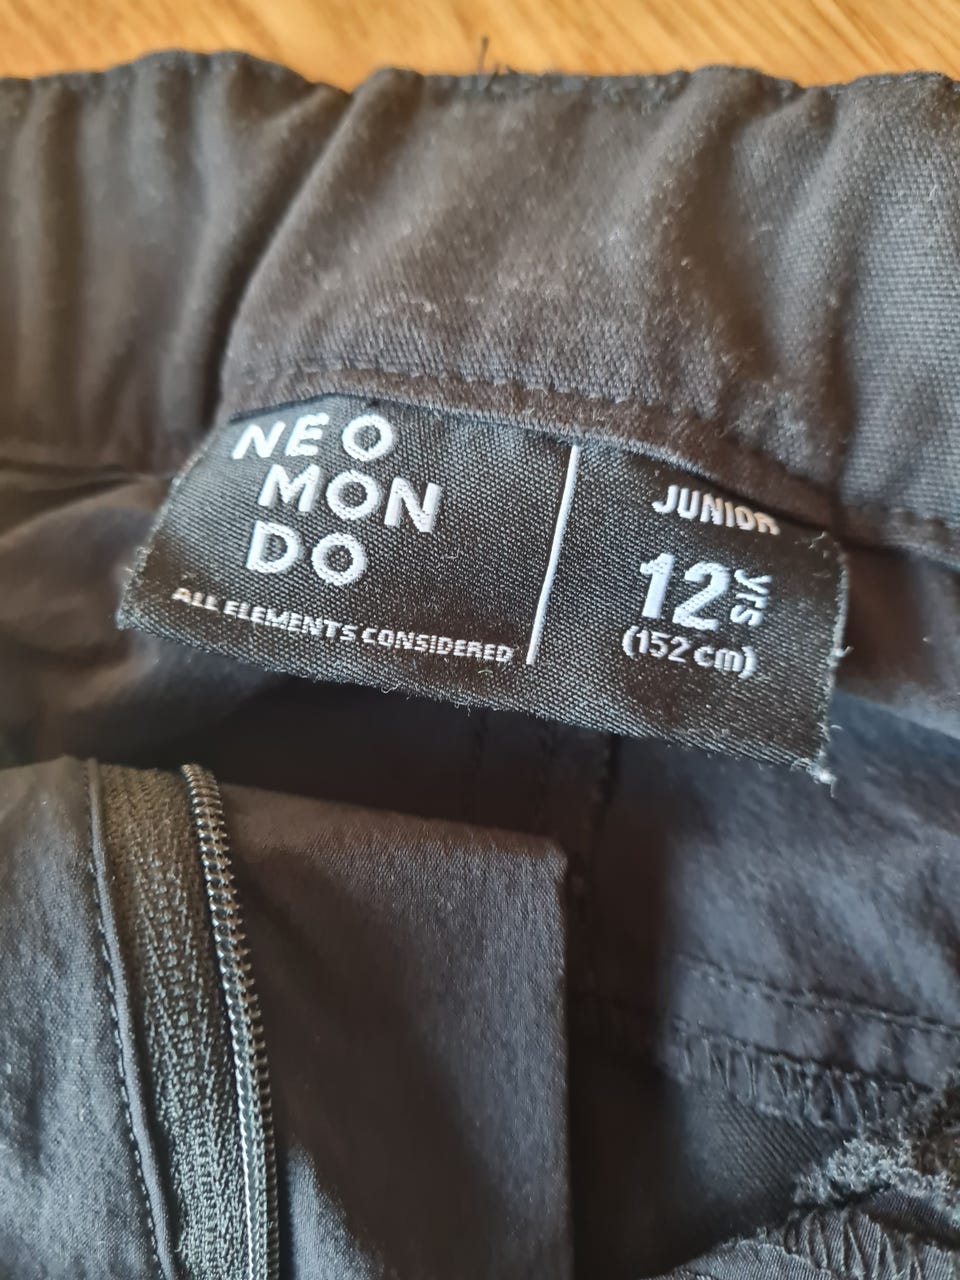 NEO
MON
DO
ALL ELEMENTS CONSIDERED
JUNIOR
12 YRS
(152 cm)